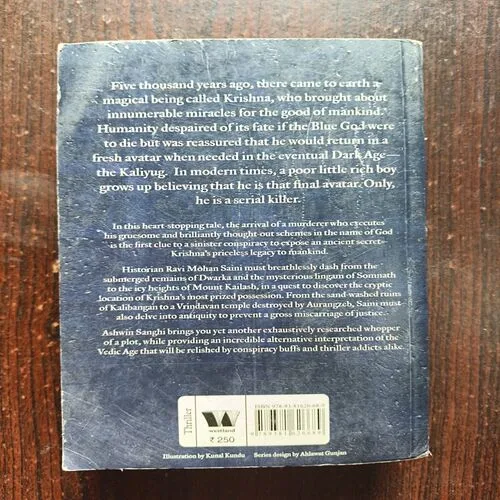 Five thousand years ago, there came to earth a
magical being called Krishna, who brought about
innumerable miracles for the good of mankind.
Humanity despaired of its fate if the Blue God were
to die but was reassured that he would return in a
fresh avatar when needed in the eventual Dark Age—
the Kaliyug. In modern times, a poor little rich boy
grows up believing that he is that final avatar. Only,
he is a serial killer.
In this heart-stopping tale, the arrival of a murderer who executes
his gruesome and brilliantly thought-out schemes in the name of God
is the first clue to a sinister conspiracy to expose an ancient secret–
Krishna's priceless legacy to mankind.
Historian Ravi Mohan Saini must breathlessly dash from the
submerged remains of Dwarka and the mysterious lingam of Somnath
to the icy heights of Mount Kailash, in a quest to discover the cryptic
location of Krishna's most prized possession. From the sand-washed ruins
of Kalibangan to a Vrindavan temple destroyed by Aurangzeb, Saini must
also delve into antiquity to prevent a gross miscarriage of justice.
Ashwin Sanghi brings you yet another exhaustively researched whopper
of a plot, while providing an incredible alternative interpretation of the
Vedic Age that will be relished by conspiracy buffs and thriller addicts alike.
Thriller
westland
₹ 250
ISBN
Illustration by Kunal Kundu
Series design by Ahlawat Gunjan